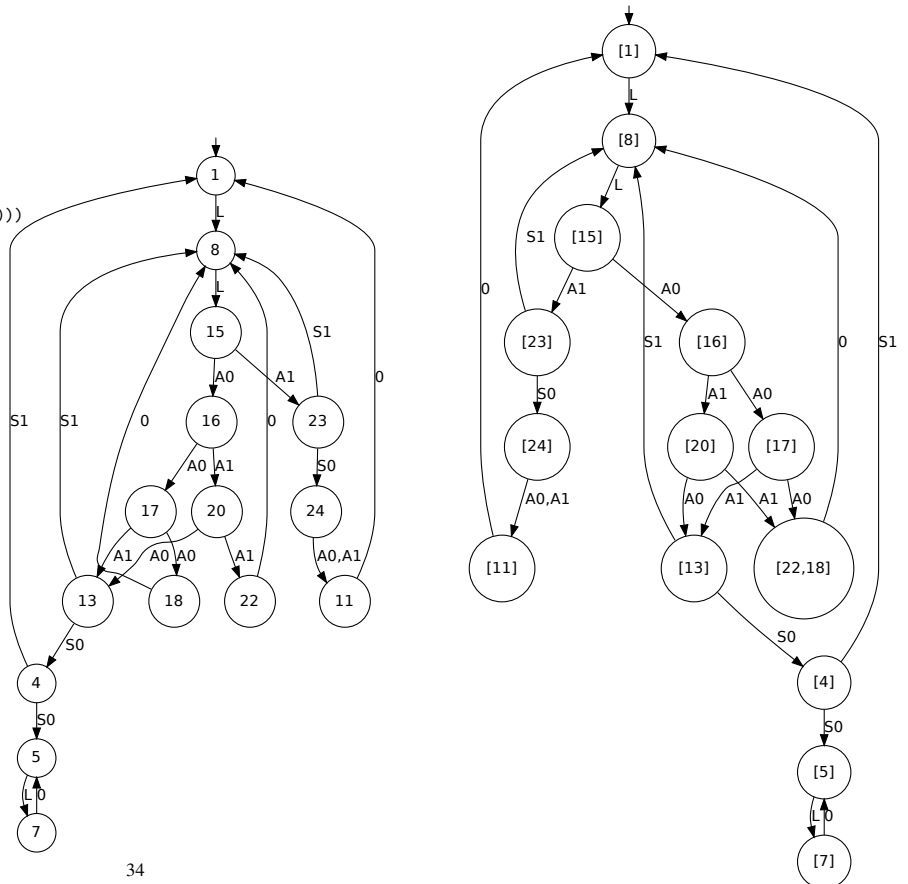 [1]
L
[8]
1
L
)))
L
S1
[15]
8
A1
A0
L
0
S1
S1
15
S1
[23]
[16]
A0
A1
0
S0
A1
A0
S1
S1
0
16
0
23
[24]
[20]
[17]
A0
A1
S0
A0,A1
A0
A1
A1
A0
17
20
24
A1
A0
A0
A1
A0,A1
[11]
[13]
[22,18]
13
18
22
11
S0
S0
4
[4]
S0
S0
5
[5]
L
0
L
0
7
[7]
34